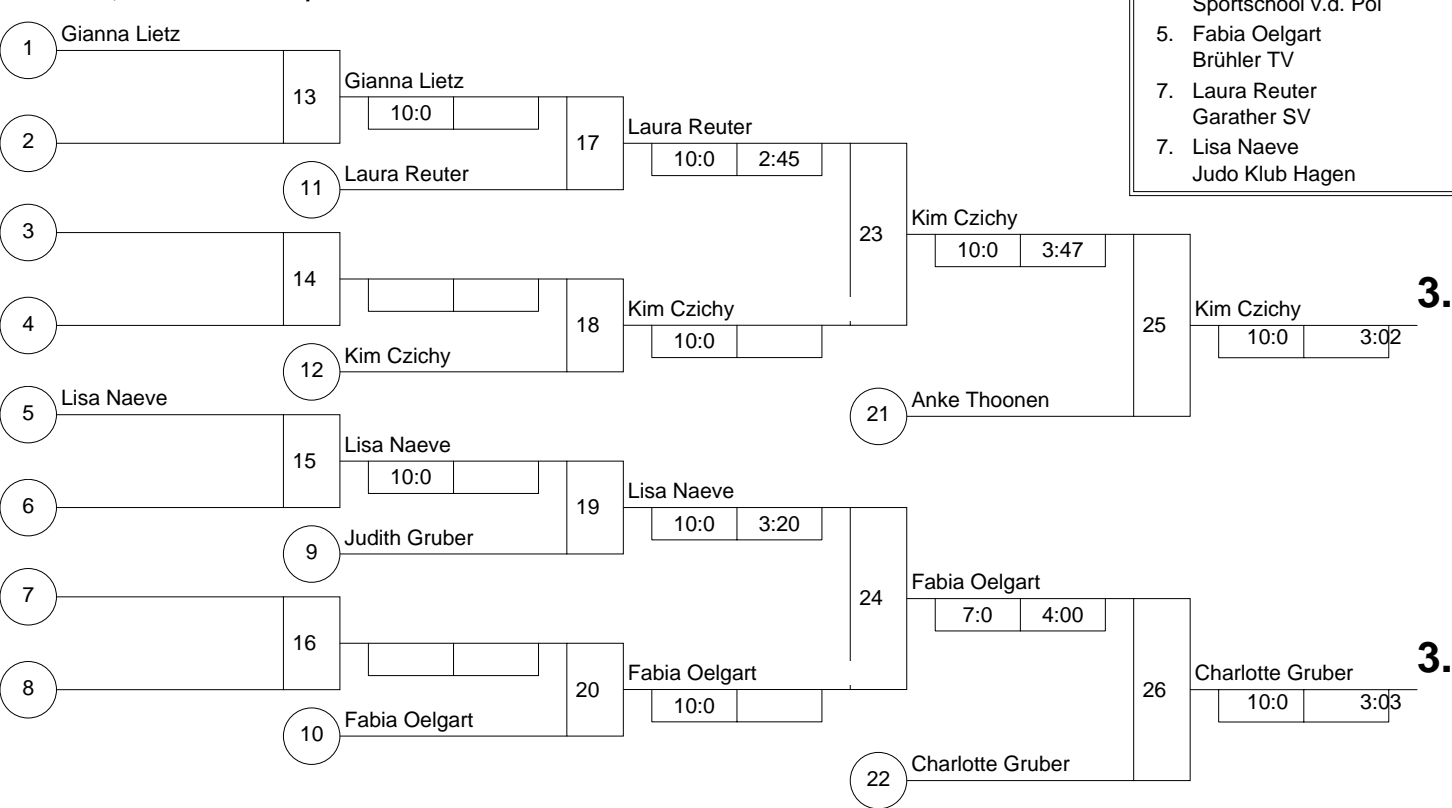 Sportschool v.d. Pol
5. Fabia Oelgart
Brühler TV
7. Laura Reuter
Garather SV
7. Lisa Naeve
Judo Klub Hagen
1 Gianna Lietz
13
Gianna Lietz
10:0
2
17
Laura Reuter
10:0 2:45
11 Laura Reuter
3
23
Kim Czichy
10:0 3:47
14
4
18
Kim Czichy
10:0
12 Kim Czichy
25
Kim Czichy
3.
10:0 3:02
5 Lisa Naeve
21 Anke Thoonen
15
Lisa Naeve
10:0
6
19
Lisa Naeve
10:0 3:20
9 Judith Gruber
7
24
Fabia Oelgart
7:0 4:00
16
8
20
Fabia Oelgart
10:0
10 Fabia Oelgart
26
Charlotte Gruber
3.
10:0 3:03
22 Charlotte Gruber